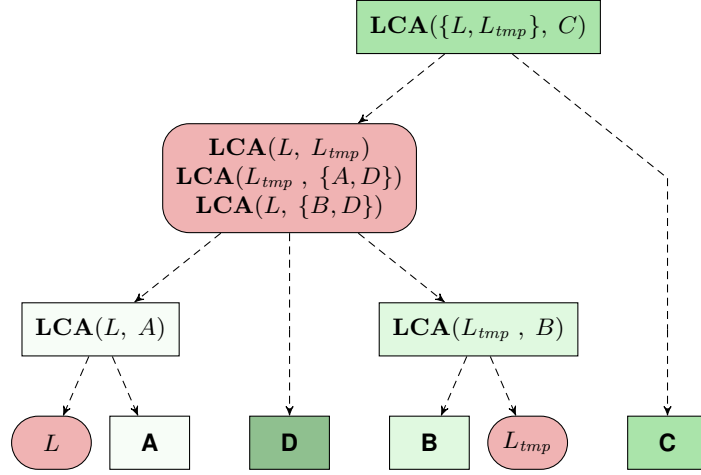 LCA({L, L_tmp}, C)
LCA(L, L_tmp)
LCA(L_tmp , {A, D})
LCA(L, {B, D})
LCA(L, A)
LCA(L_tmp , B)
L
A
D
B
L_tmp
C